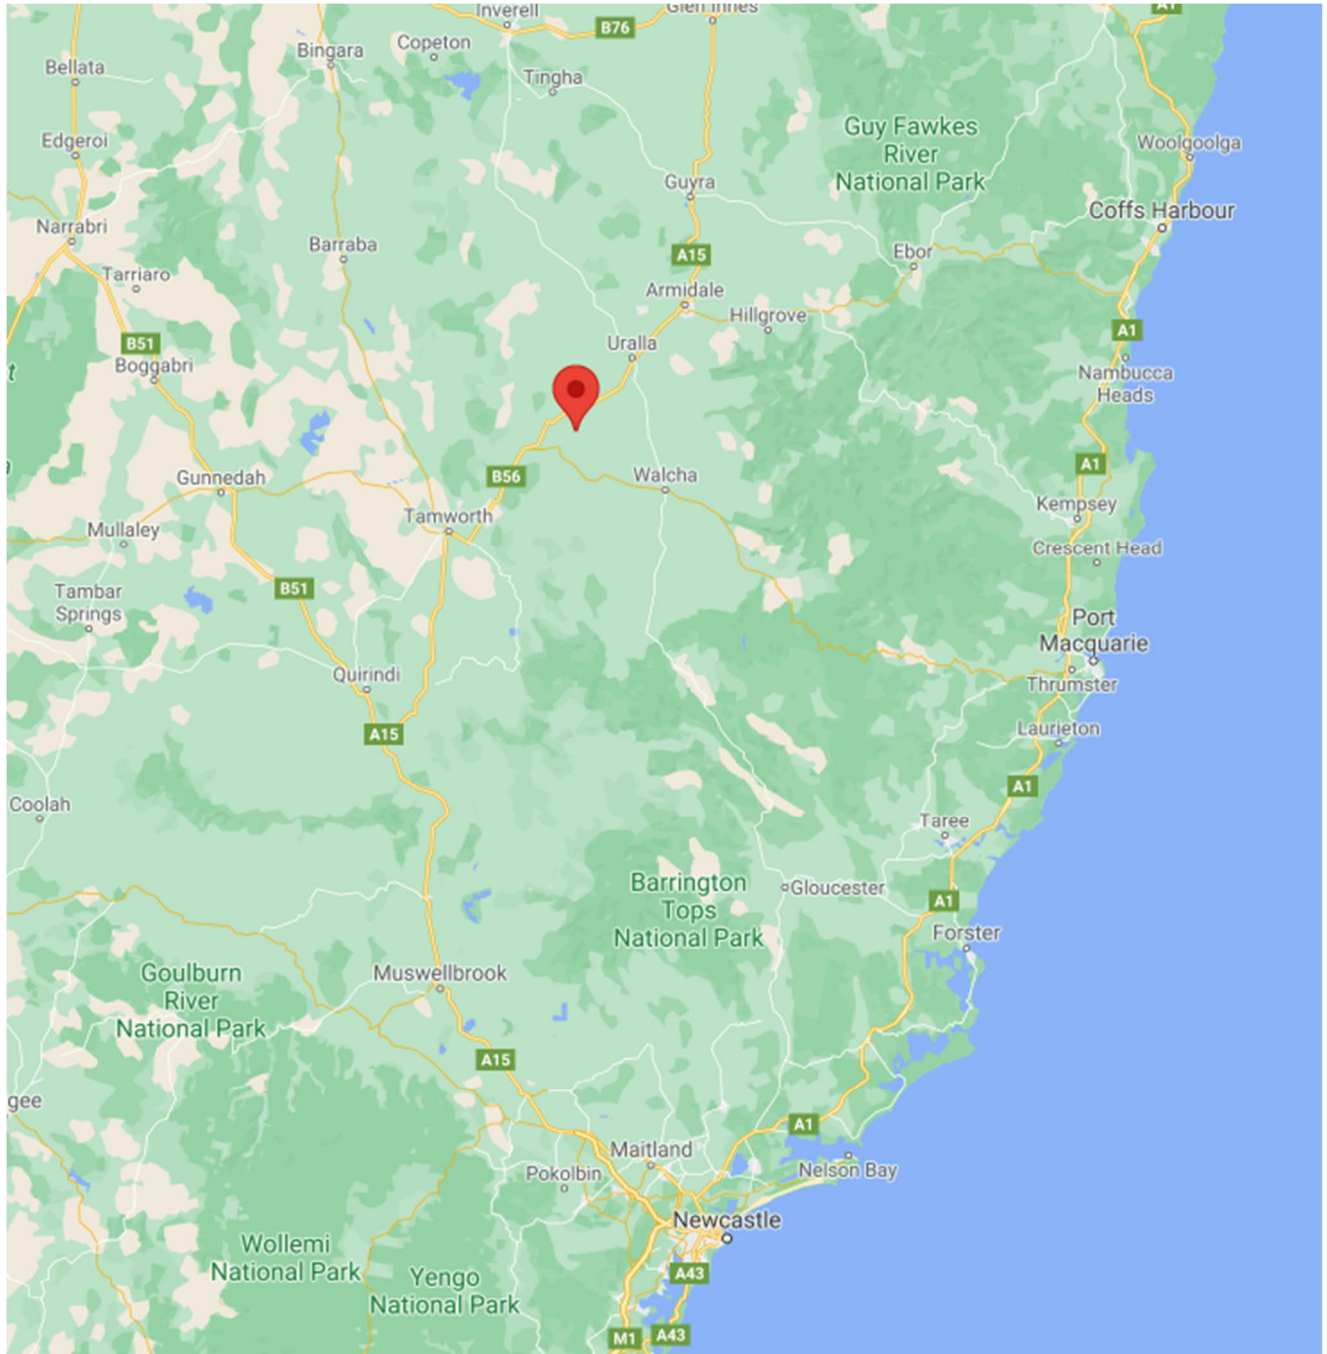 Inverell
Glen Innes
A1
B76
Copeton
Bingara
Bellata
Tingha
Guy Fawkes
River
National Park
Edgeroi
Woolgoolga
Guyra
Coffs Harbour
Narrabri
Barraba
A15
Ebor
Tarriaro
Armidale
Hillgrove
A1
B51
Uralla
Boggabri
Nambucca
Heads
A1
Gunnedah
B56
Walcha
Kempsey
Tamworth
Mullaley
Crescent Head
B51
Tambar
Springs
Port
Macquarie
Quirindi
Thrumster
A15
Laurieton
A1
Coolah
Taree
Barrington
Tops
National Park
Gloucester
A1
Forster
Goulburn
River
National Park
Muswellbrook
A15
gee
A1
Maitland
Pokolbin
Nelson Bay
Newcastle
Wollemi
National Park
A43
Yengo
National Park
M1
A43